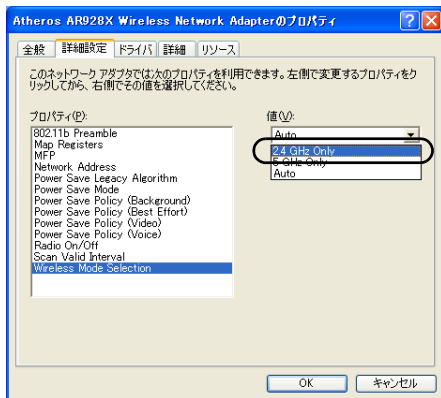 Atheros AR928X Wireless Network Adapterのプロパティ
全般 詳細設定 ドライバ 詳細 リソース
このネットワーク アダプタでは次のプロパティを利用できます。左側で変更するプロパティをク
リックしてから、右側でその値を選択してください。
プロパティ(P): 値(V):
802.11b Preamble
Map Registers
MFP
Network Address
Power Save Legacy Algorithm
Power Save Mode
Power Save Policy (Background)
Power Save Policy (Best Effort)
Power Save Policy (Video)
Power Save Policy (Voice)
Radio On/Off
Scan Valid Interval
Wireless Mode Selection
Auto
2.4 GHz Only
5 GHz Only
Auto
OK キャンセル